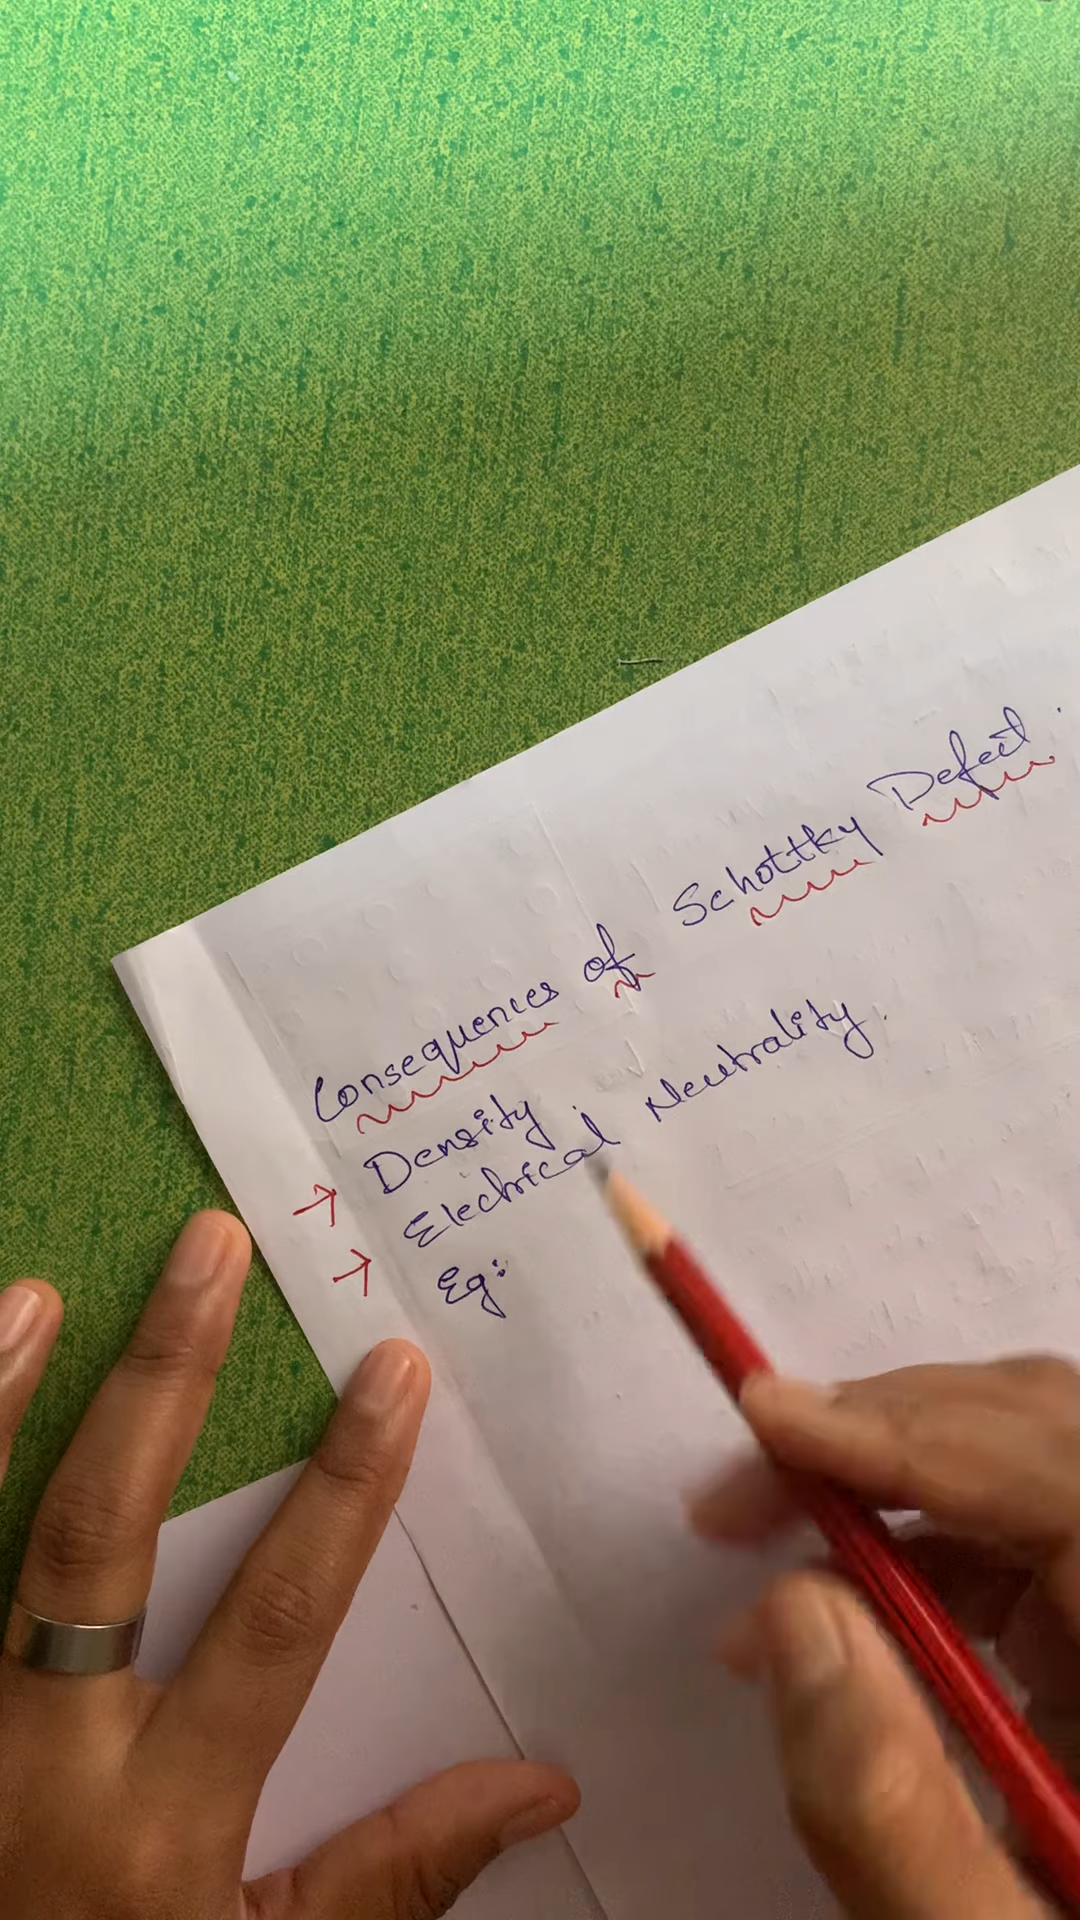 Consequences of Schottky Defect.
→ Density
→ Electrical Neutrality.
Eg: